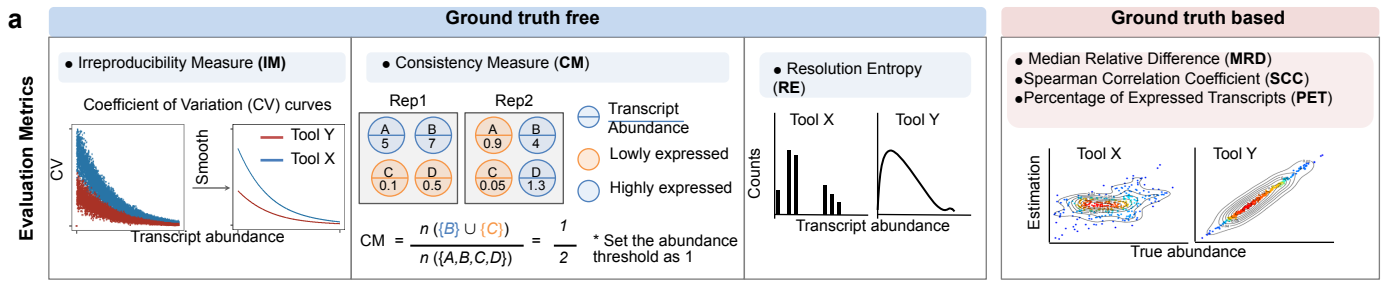 a
Ground truth free
Ground truth based
Evaluation Metrics
● Irreproducibility Measure (IM)
Coefficient of Variation (CV) curves
CV
Smooth
Tool Y
Tool X
Transcript abundance
● Consistency Measure (CM)
Rep1
Rep2
A
5
B
7
C
0.1
D
0.5
A
0.9
B
4
C
0.05
D
1.3
Transcript
Abundance
Lowly expressed
Highly expressed
CM = n ({B} ∪ {C}) / n ({A,B,C,D}) = 1 / 2
* Set the abundance
threshold as 1
● Resolution Entropy
(RE)
Tool X
Tool Y
Counts
Transcript abundance
● Median Relative Difference (MRD)
● Spearman Correlation Coefficient (SCC)
● Percentage of Expressed Transcripts (PET)
Tool X
Tool Y
Estimation
True abundance